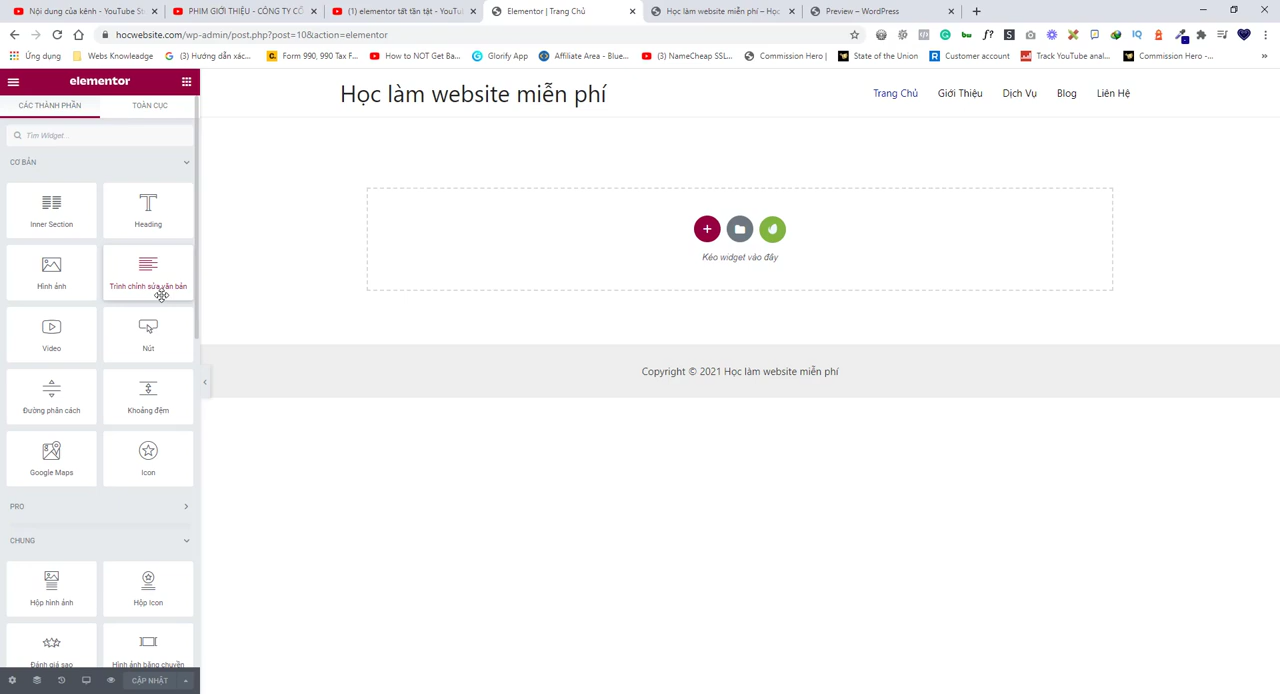 Nội dung của kênh - YouTube St
PHIM GIỚI THIỆU - CÔNG TY CỔ
(1) elementor tất tần tật - YouTu
Elementor | Trang Chủ
Học làm website miễn phí – Học
Preview – WordPress
hocwebsite.com/wp-admin/post.php?post=10&action=elementor
Ứng dụng
Webs Knowleadge
(3) Hướng dẫn xác...
Form 990, 990 Tax F...
How to NOT Get Ba...
Glorify App
Affiliate Area - Blue...
(3) NameCheap SSL...
Commission Hero |
State of the Union
Customer account
Track YouTube anal...
Commission Hero -...
elementor
CÁC THÀNH PHẦN
TOÀN CỤC
Tìm Widget...
CƠ BẢN
Inner Section
Heading
Hình ảnh
Trình chỉnh sửa văn bản
Video
Nút
Đường phân cách
Khoảng đệm
Google Maps
Icon
PRO
CHUNG
Hộp hình ảnh
Hộp Icon
Đánh giá sao
Hình ảnh băng chuyền
CẬP NHẬT
Học làm website miễn phí
Trang Chủ
Giới Thiệu
Dịch Vụ
Blog
Liên Hệ
Kéo widget vào đây
Copyright © 2021 Học làm website miễn phí